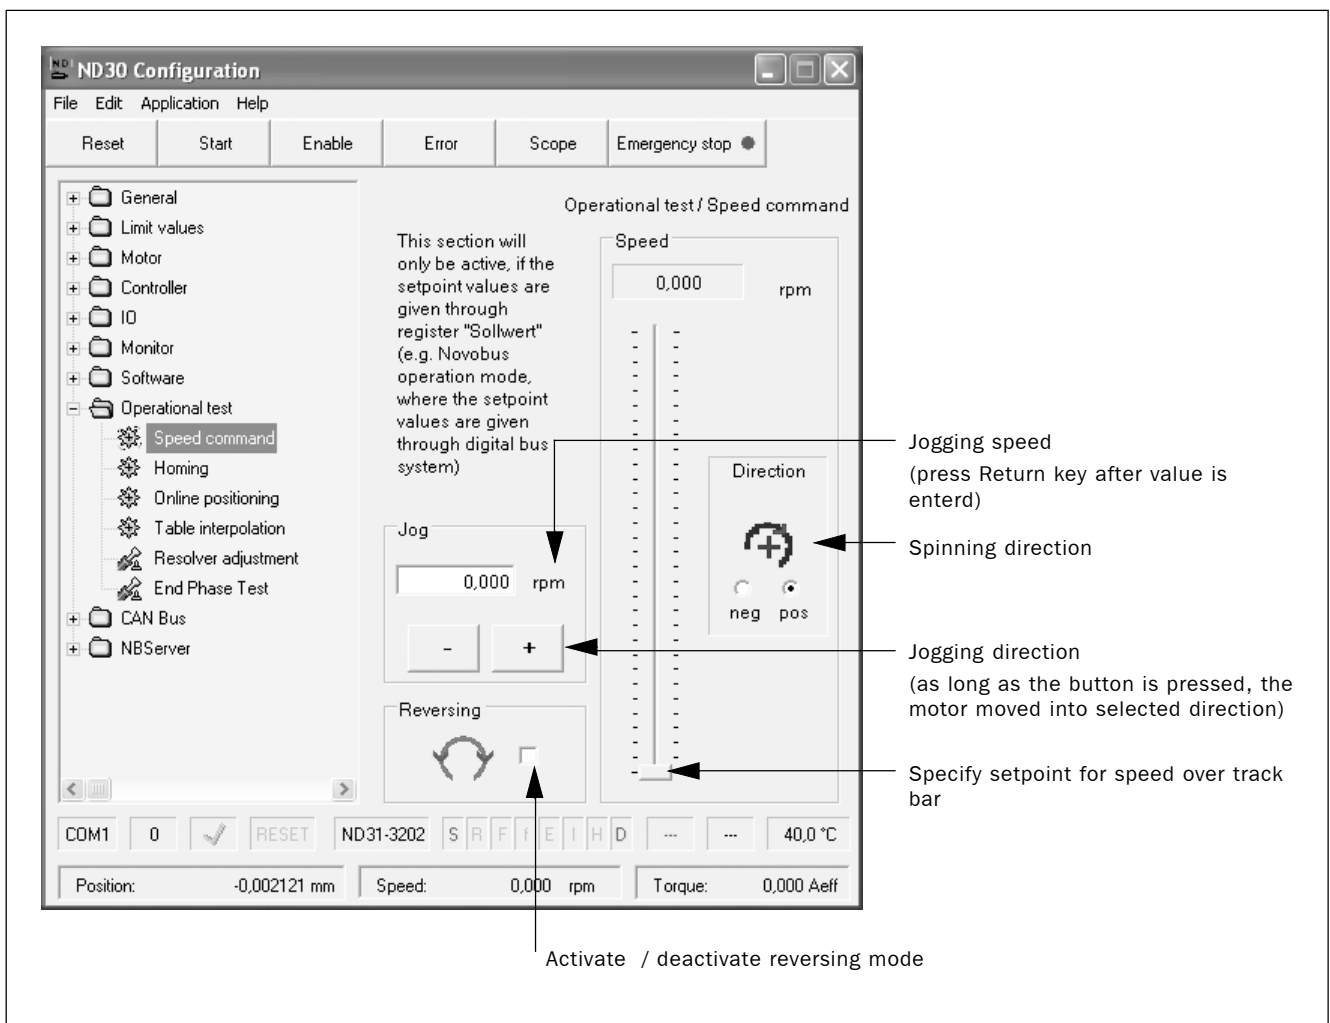 ND30 Configuration
File Edit Application Help
Reset Start Enable Error Scope Emergency stop
General
Limit values
Motor
Controller
IO
Monitor
Software
Operational test
Speed command
Homing
Online positioning
Table interpolation
Resolver adjustment
End Phase Test
CAN Bus
NBServer
Operational test / Speed command
This section will
only be active, if the
setpoint values are
given through
register "Sollwert"
(e.g. Novobus
operation mode,
where the setpoint
values are given
through digital bus
system)
Jog
0,000 rpm
- +
Reversing
Speed
0,000 rpm
Direction
neg pos
Jogging speed
(press Return key after value is
enterd)
Spinning direction
Jogging direction
(as long as the button is pressed, the
motor moved into selected direction)
Specify setpoint for speed over track
bar
COM1 0 RESET ND31-3202 S R F f E I H D --- --- 40,0 °C
Position: -0,002121 mm Speed: 0,000 rpm Torque: 0,000 Aeff
Activate / deactivate reversing mode